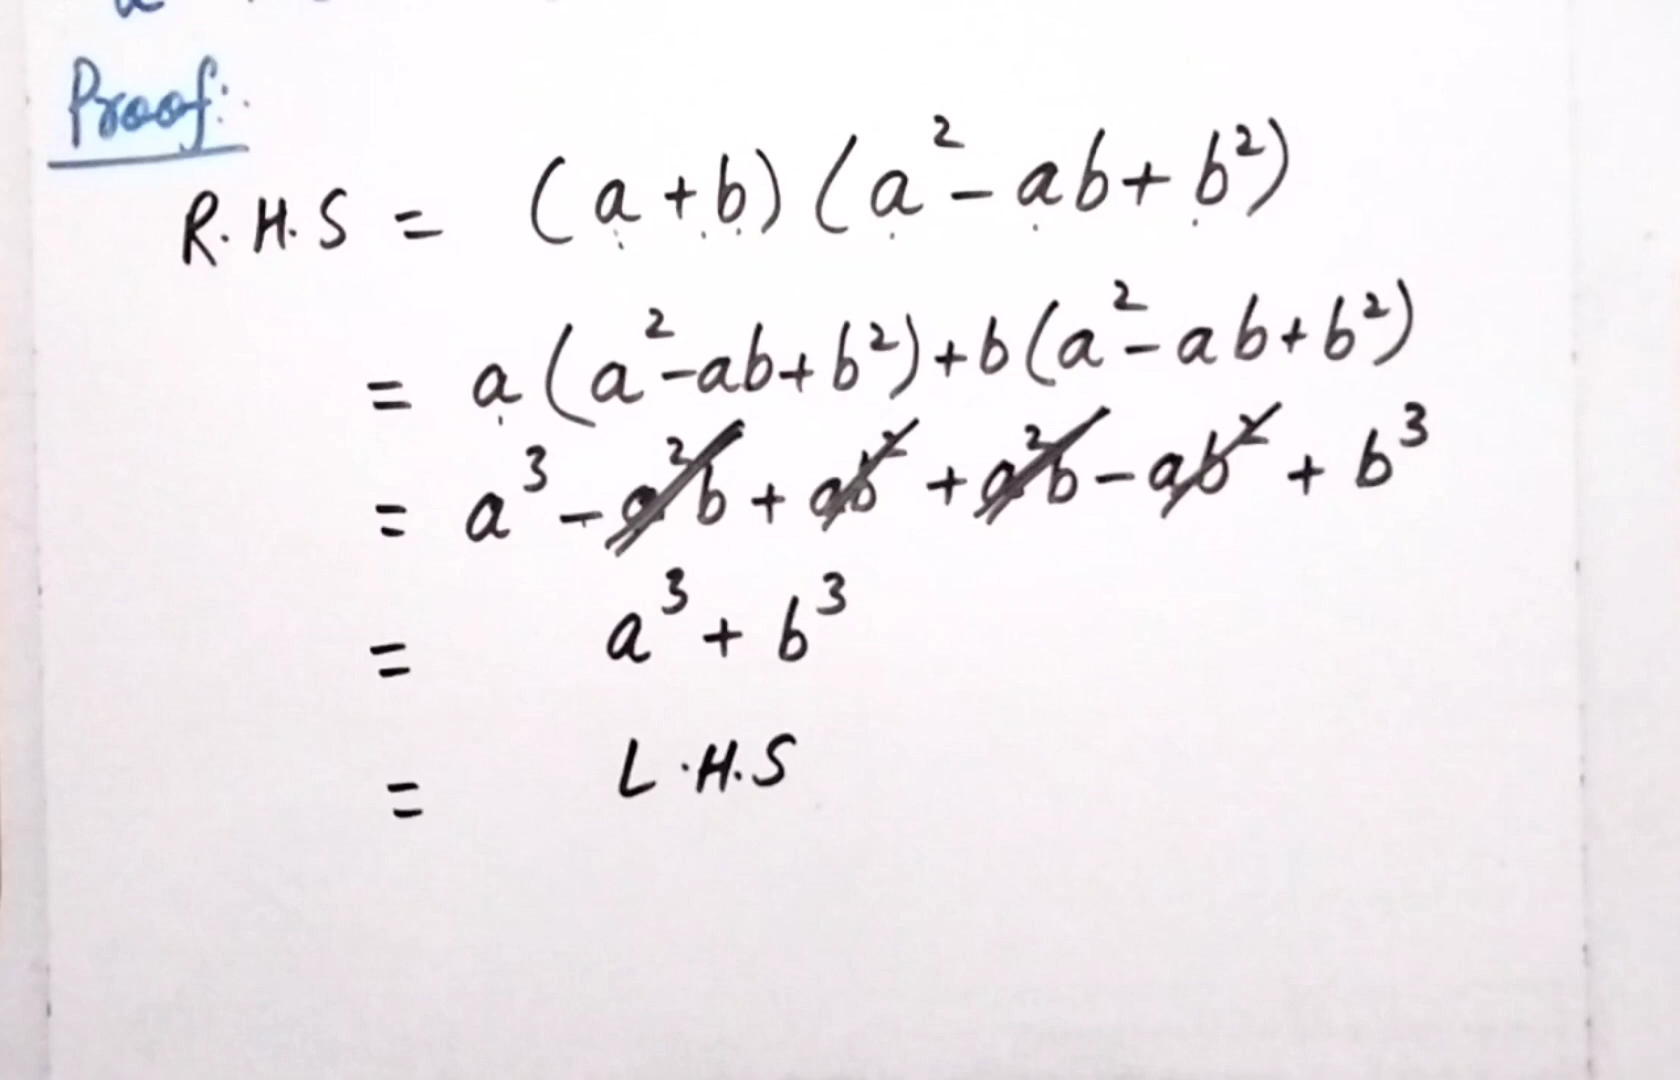 Proof:
R.H.S = (a+b)(a²-ab+b²)
= a(a²-ab+b²)+b(a²-ab+b²)
= a³-a²b+ab²+a²b-ab²+b³
= a³+b³
= L.H.S